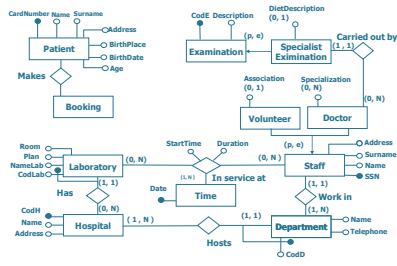 CardNumber Name Surname
Address
Patient
BirthPlace
BirthDate
Age
Makes
Booking
CodE Description
Examination
(p, e)
DietDescription
(0, 1)
Specialist
Eximination
(1, 1)
Carried out by
Association
(0, 1)
Specialization
(0, N)
(0, N)
Volunteer
Doctor
(p, e)
StartTime
Duration
Room
Plan
NameLab
CodLab
Laboratory
(0, N)
(0, N)
Staff
Address
Surname
Name
SSN
In service at
(1, N)
Date
Time
Has
(1, 1)
(0, N)
(1, 1)
Work in
(1, N)
CodH
Name
Address
Hospital
(1, N)
Hosts
(1, 1)
Department
Name
Telephone
CodD